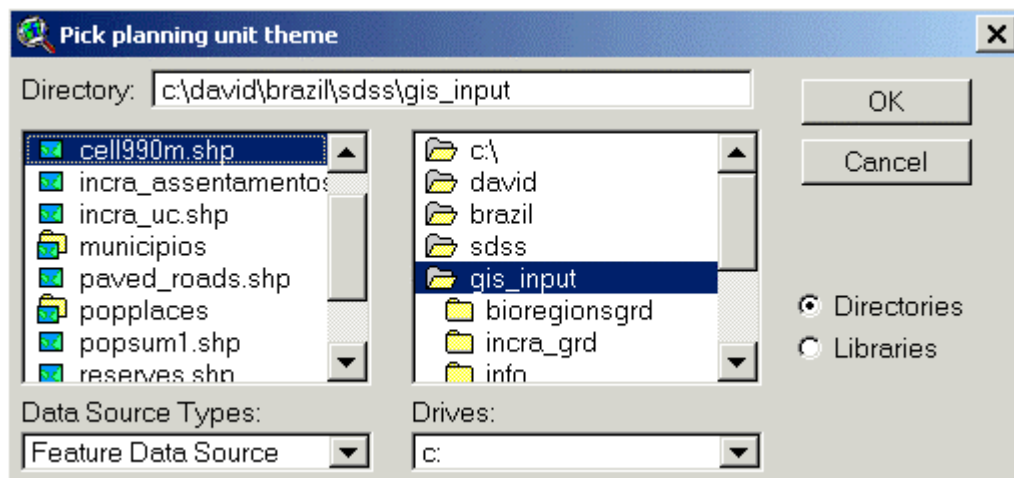 Pick planning unit theme
Directory: c:\david\brazil\sdss\gis_input
OK
Cancel
cell990m.shp
incra_assentamentos
incra_uc.shp
municipios
paved_roads.shp
popplaces
popsum1.shp
reserves.shp
c:\
david
brazil
sdss
gis_input
bioregionsgrd
incra_grd
info
Directories
Libraries
Data Source Types:
Feature Data Source
Drives:
c: